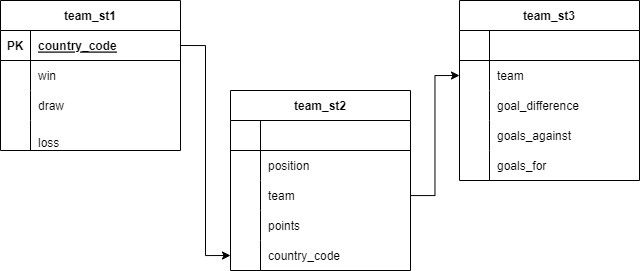 team_st1
PK country_code
win
draw
loss
team_st2
position
team
points
country_code
team_st3
team
goal_difference
goals_against
goals_for